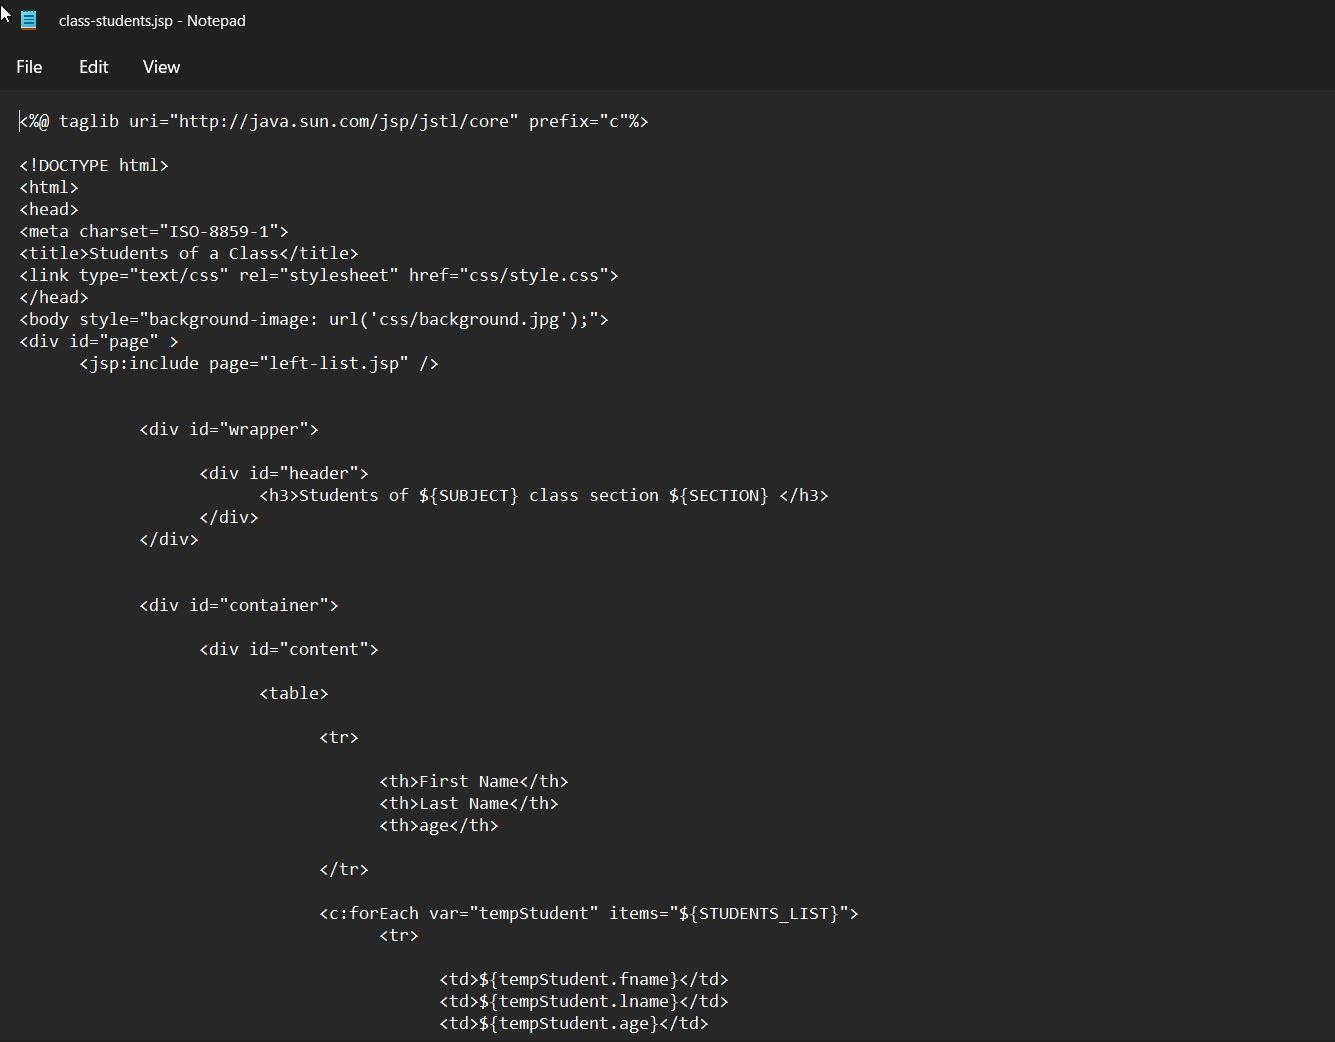 class-students.jsp - Notepad
File Edit View
<%@ taglib uri="http://java.sun.com/jsp/jstl/core" prefix="c"%>
<!DOCTYPE html>
<html>
<head>
<meta charset="ISO-8859-1">
<title>Students of a Class</title>
<link type="text/css" rel="stylesheet" href="css/style.css">
</head>
<body style="background-image: url('css/background.jpg');">
<div id="page" >
<jsp:include page="left-list.jsp" />
<div id="wrapper">
<div id="header">
<h3>Students of ${SUBJECT} class section ${SECTION} </h3>
</div>
</div>
<div id="container">
<div id="content">
<table>
<tr>
<th>First Name</th>
<th>Last Name</th>
<th>age</th>
</tr>
<c:forEach var="tempStudent" items="${STUDENTS_LIST}">
<tr>
<td>${tempStudent.fname}</td>
<td>${tempStudent.lname}</td>
<td>${tempStudent.age}</td>